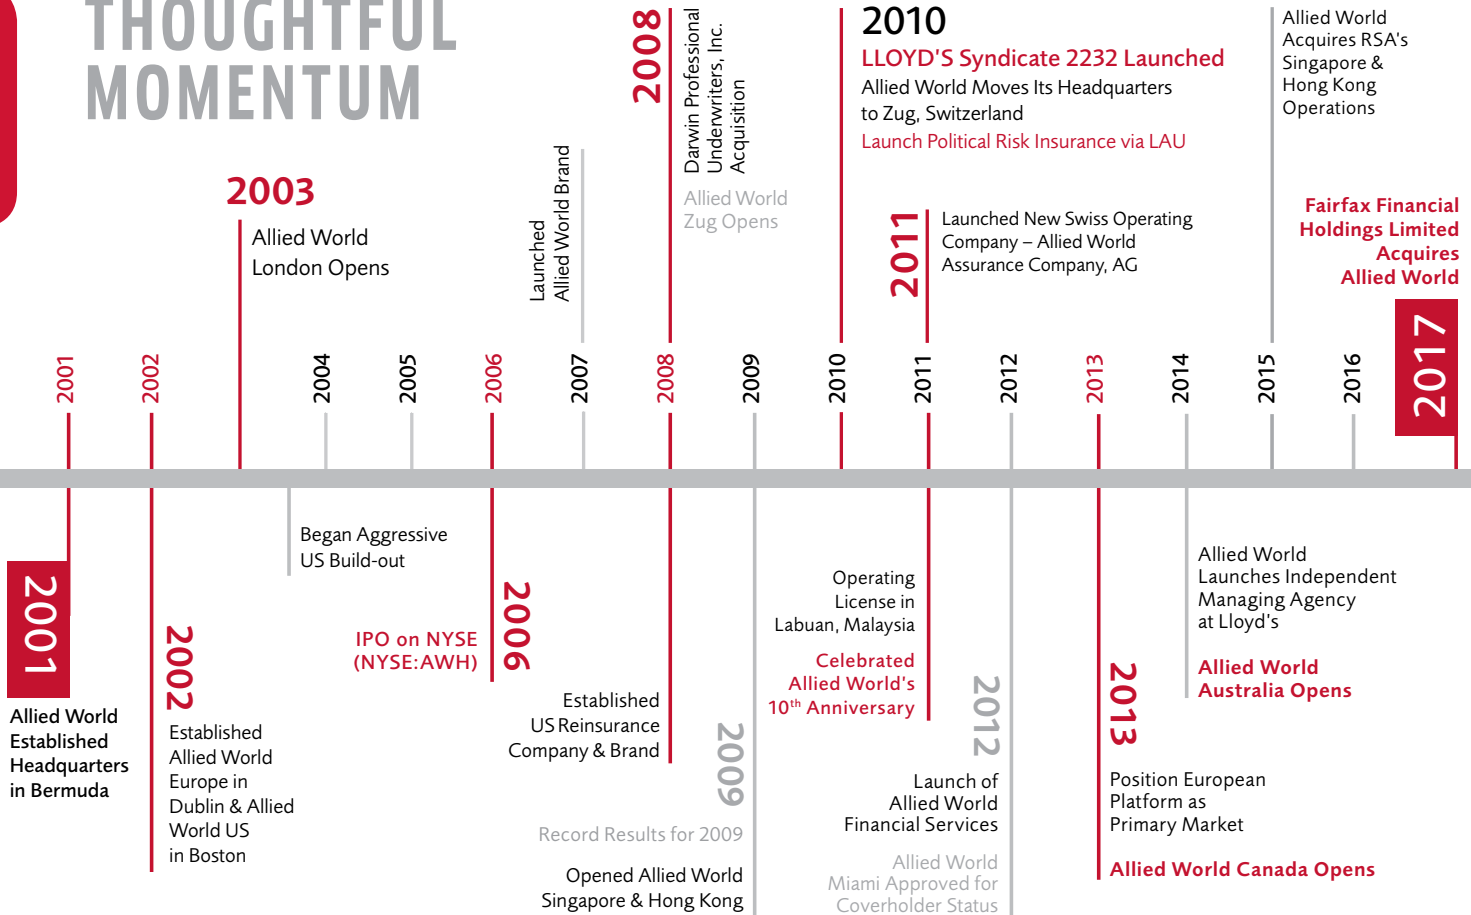 THOUGHTFUL
MOMENTUM
2003
Allied World
London Opens
Launched
Allied World Brand
2008
Darwin Professional
Underwriters, Inc.
Acquisition
Allied World
Zug Opens
2010
LLOYD'S Syndicate 2232 Launched
Allied World Moves Its Headquarters
to Zug, Switzerland
Launch Political Risk Insurance via LAU
2011
Launched New Swiss Operating
Company – Allied World
Assurance Company, AG
Allied World
Acquires RSA's
Singapore &
Hong Kong
Operations
Fairfax Financial
Holdings Limited
Acquires
Allied World
2001
2002
2004
2005
2006
2007
2008
2009
2010
2011
2012
2013
2014
2015
2016
2017
2001
Allied World
Established
Headquarters
in Bermuda
2002
Established
Allied World
Europe in
Dublin & Allied
World US
in Boston
Began Aggressive
US Build-out
IPO on NYSE
(NYSE:AWH)
2006
Established
US Reinsurance
Company & Brand
2009
Record Results for 2009
Opened Allied World
Singapore & Hong Kong
Operating
License in
Labuan, Malaysia
Celebrated
Allied World's
10th Anniversary
2012
Launch of
Allied World
Financial Services
Allied World
Miami Approved for
Coverholder Status
2013
Position European
Platform as
Primary Market
Allied World Canada Opens
Allied World
Launches Independent
Managing Agency
at Lloyd's
Allied World
Australia Opens